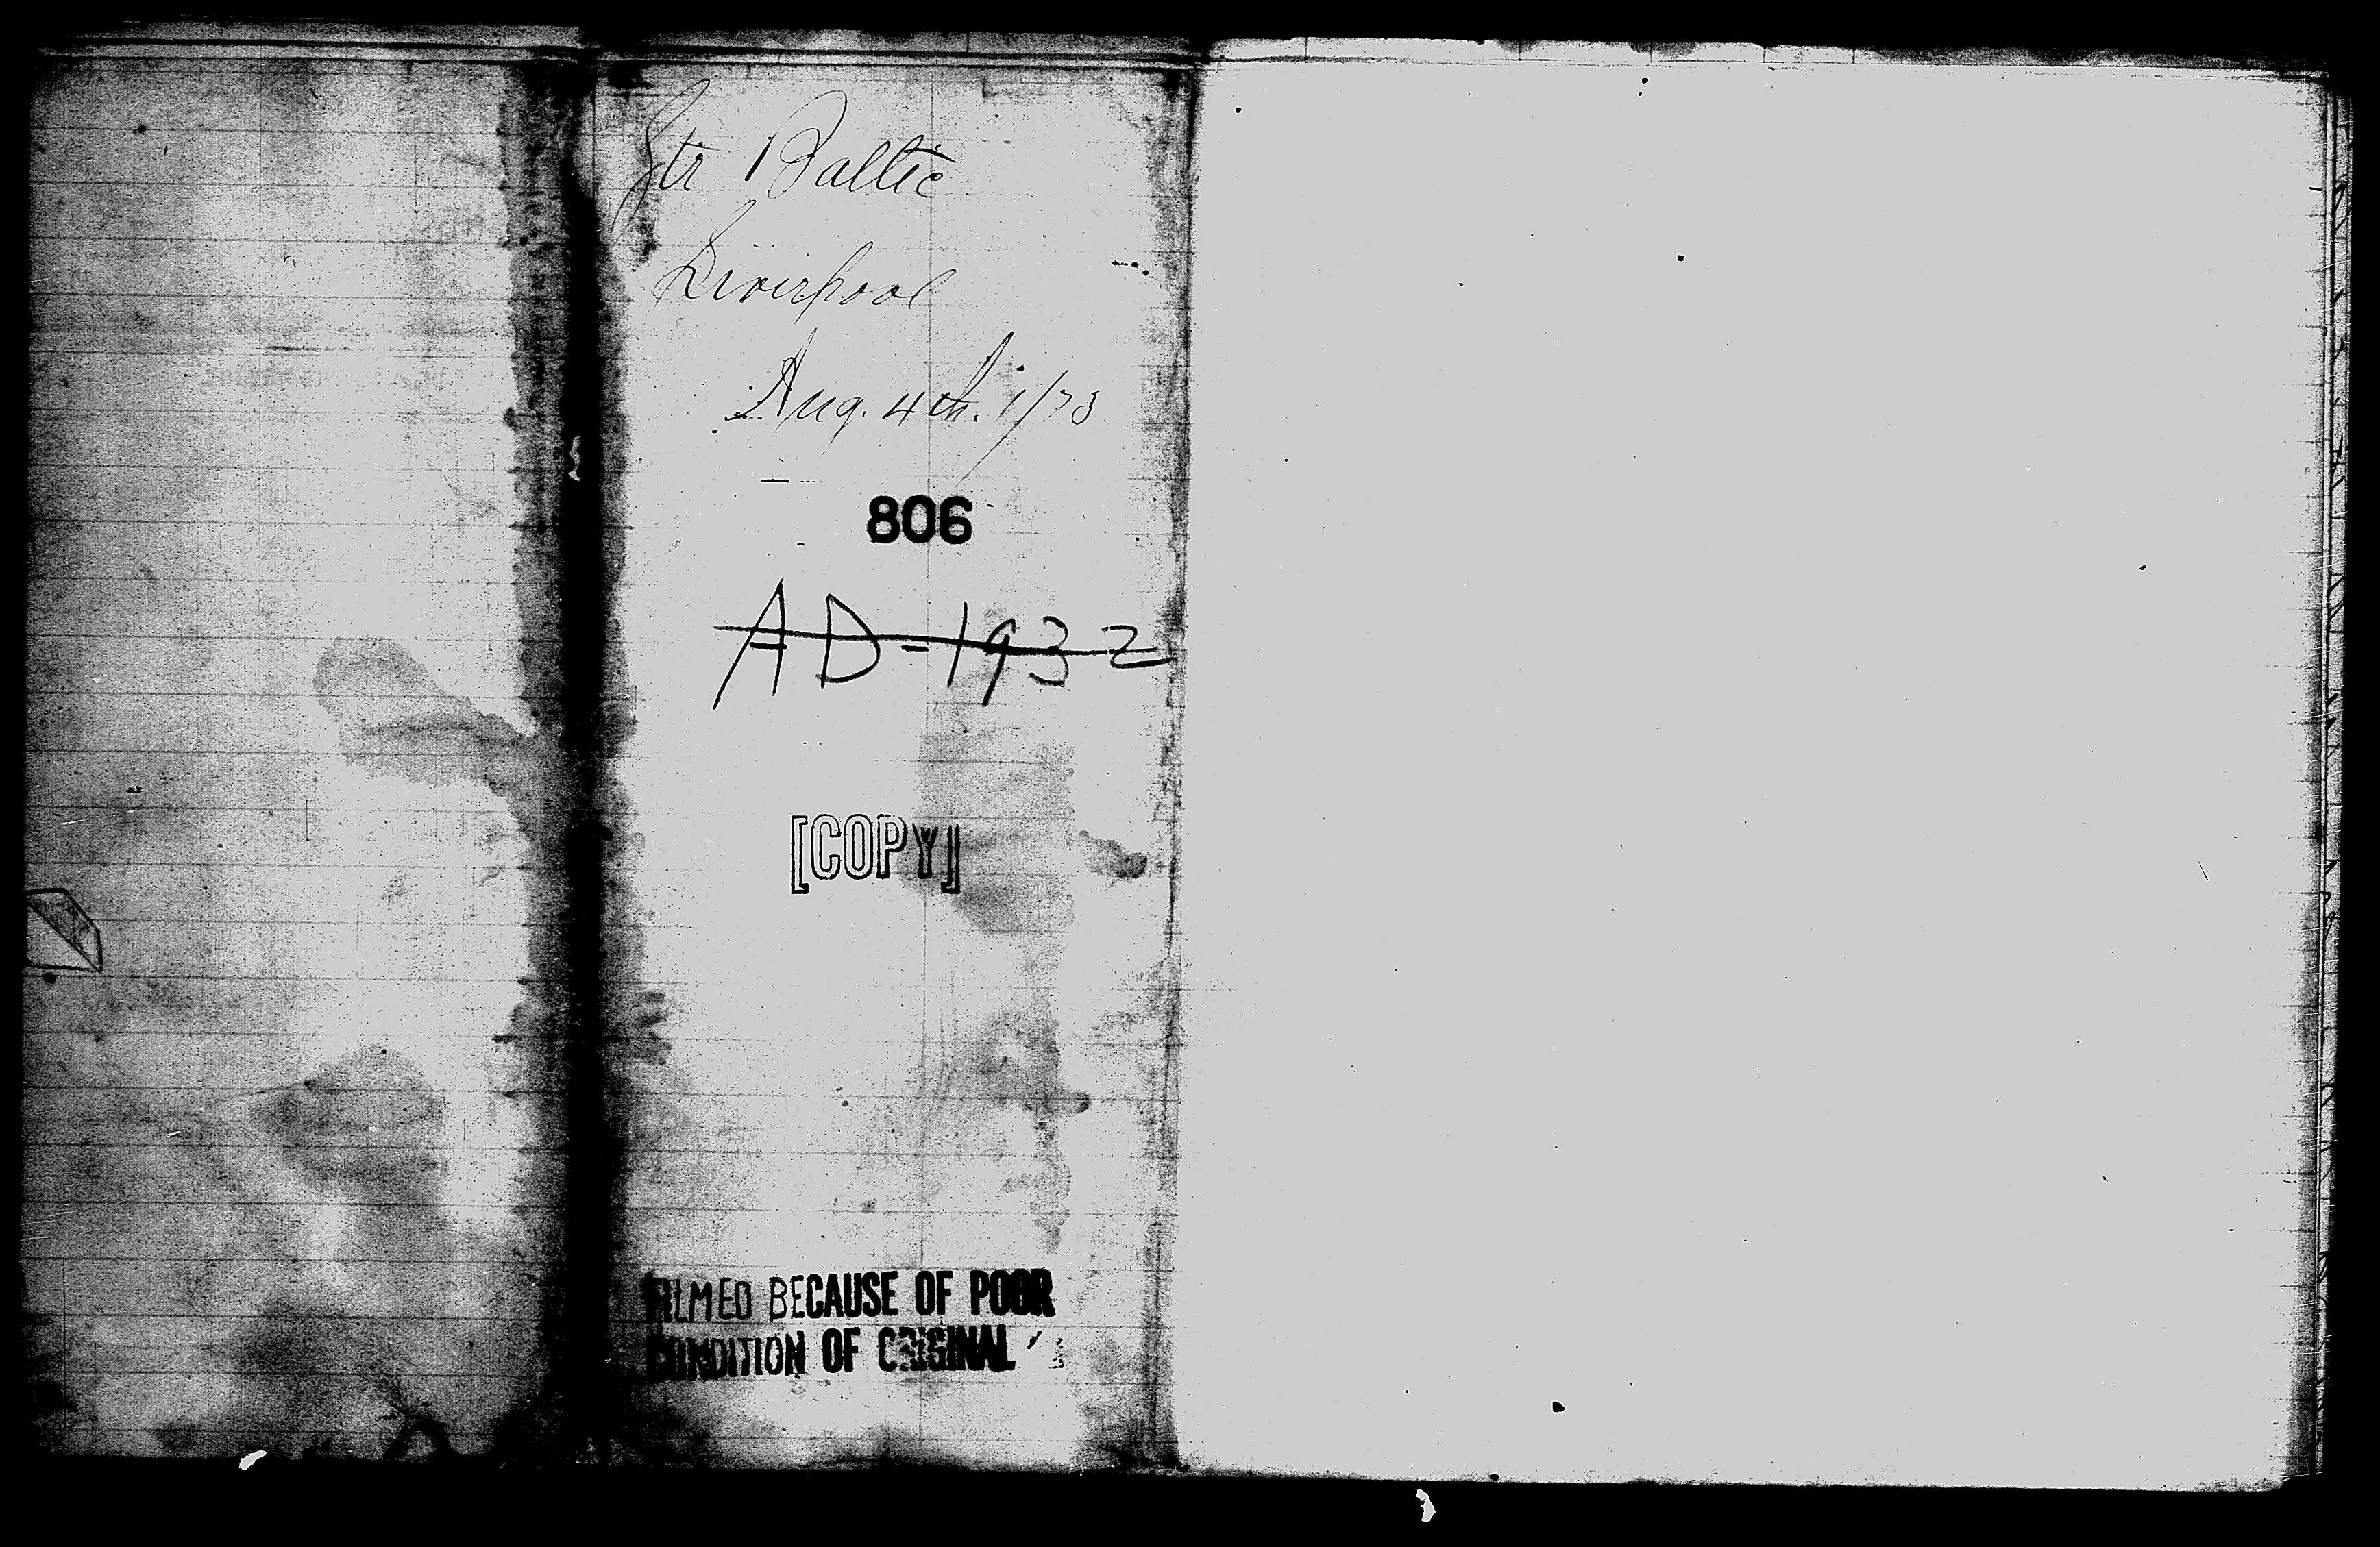 Str Baltic
Liverpool
Aug. 4th. 1/73
806
AD-1932
[COPY]
FILMED BECAUSE OF POOR
CONDITION OF ORIGINAL